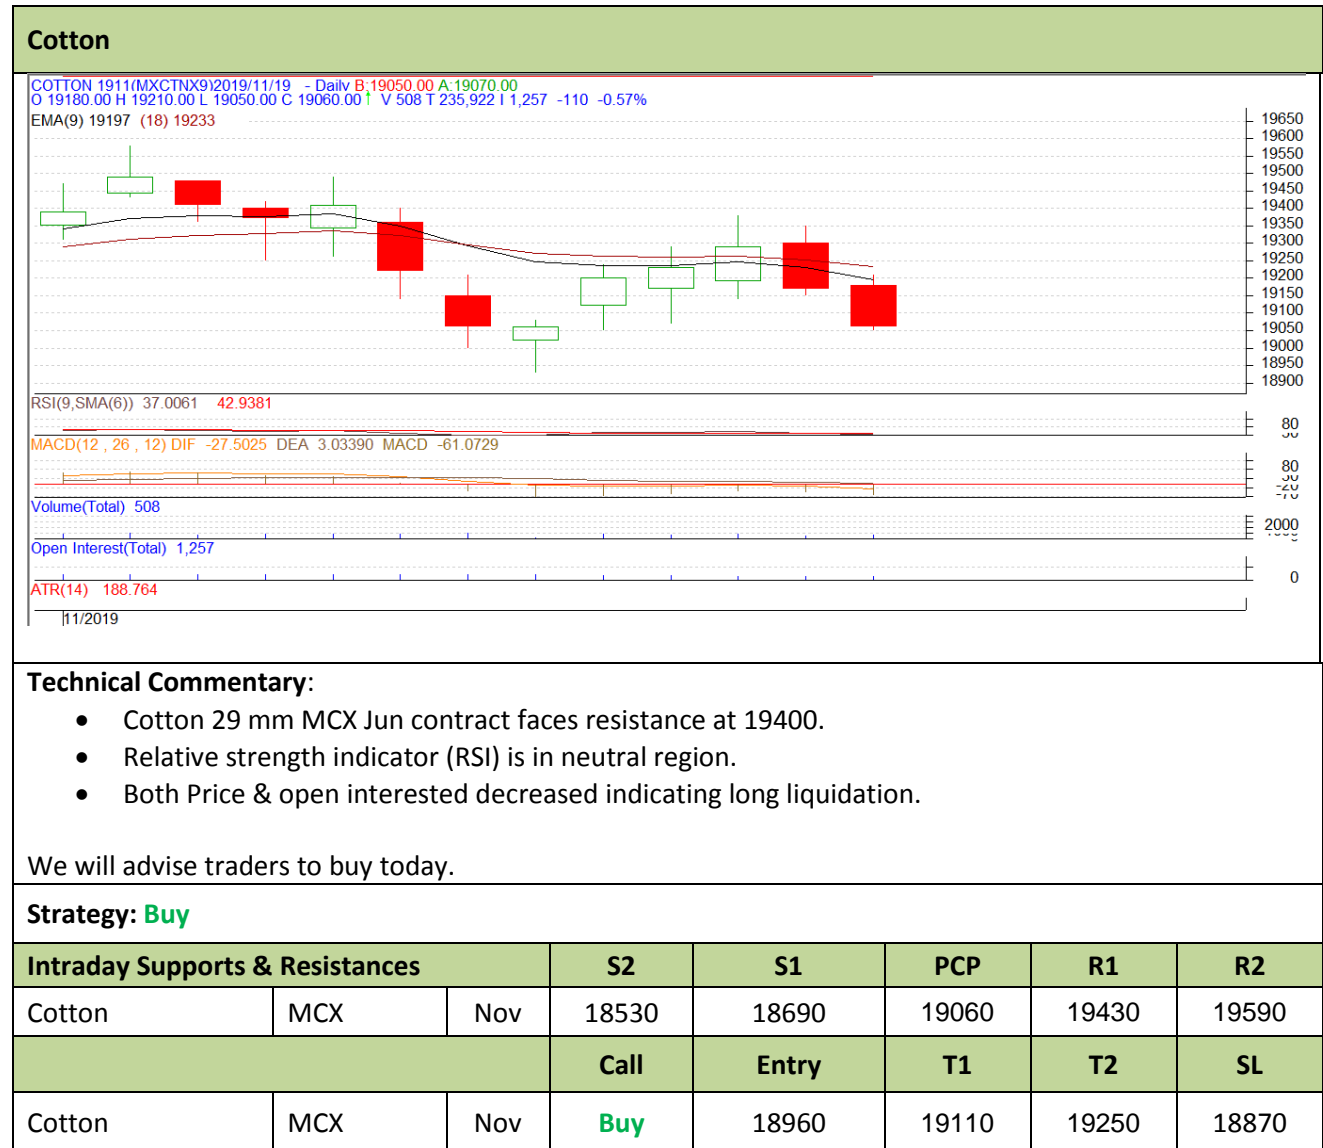 Cotton
COTTON 1911(MXCTNX9)2019/11/19 - Daily B:19050.00 A:19070.00
O 19180.00 H 19210.00 L 19050.00 C 19060.00↑ V 508 T 235,922 I 1,257 -110 -0.57%
EMA(9) 19197 (18) 19233
19650
19600
19550
19500
19450
19400
19350
19300
19250
19200
19150
19100
19050
19000
18950
18900
RSI(9,SMA(6)) 37.0061 42.9381
80
MACD(12 , 26 , 12) DIF -27.5025 DEA 3.03390 MACD -61.0729
80
Volume(Total) 508
2000
Open Interest(Total) 1,257
0
ATR(14) 188.764
11/2019
Technical Commentary:
• Cotton 29 mm MCX Jun contract faces resistance at 19400.
• Relative strength indicator (RSI) is in neutral region.
• Both Price & open interested decreased indicating long liquidation.
We will advise traders to buy today.
Strategy: Buy
Intraday Supports & Resistances S2 S1 PCP R1 R2
Cotton MCX Nov 18530 18690 19060 19430 19590
Call Entry T1 T2 SL
Cotton MCX Nov Buy 18960 19110 19250 18870